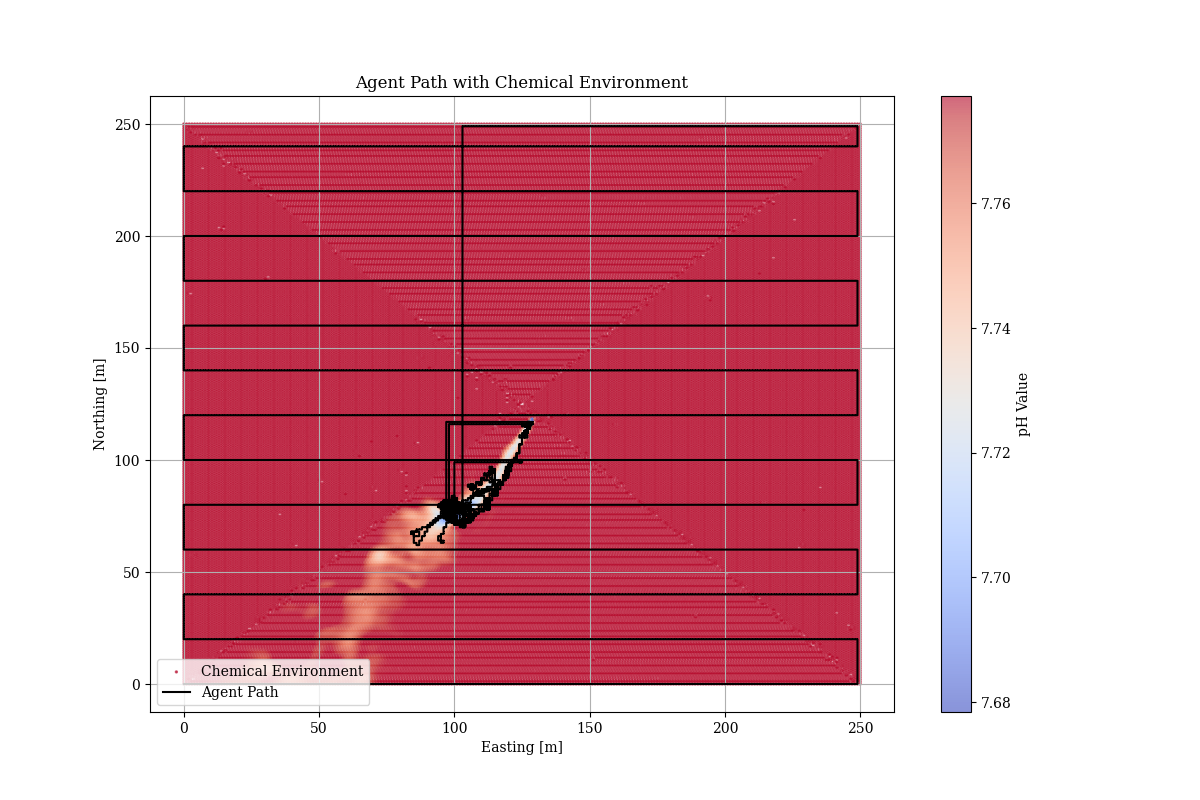 Agent Path with Chemical Environment
250
200
150
100
50
0
Northing [m]
Chemical Environment
Agent Path
0
50
100
150
200
250
Easting [m]
7.76
7.74
7.72
7.70
7.68
pH Value